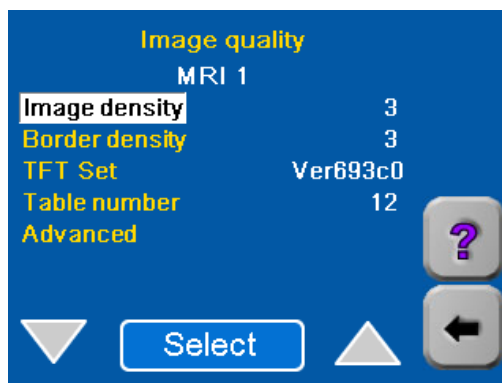 Image quality
MRI 1
Image density 3
Border density 3
TFT Set Ver693c0
Table number 12
Advanced
?
Select